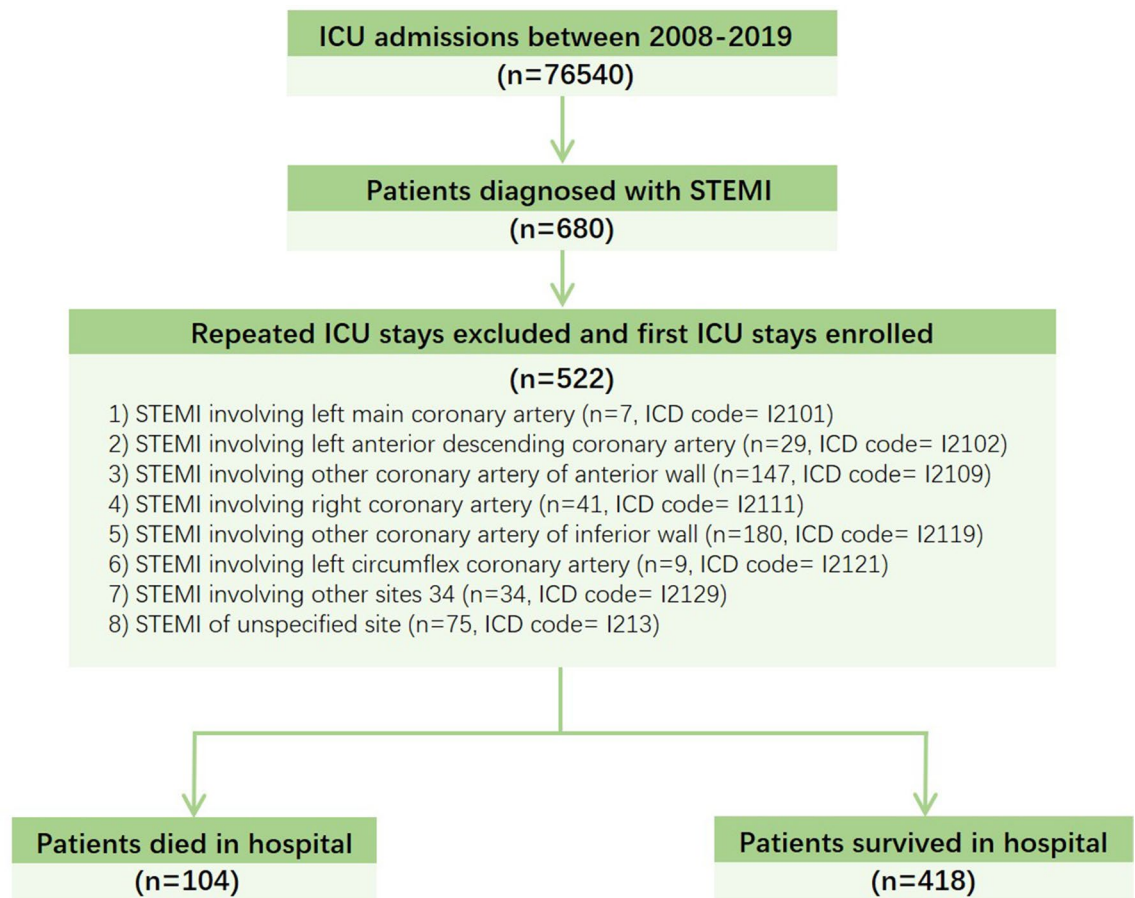 ICU admissions between 2008-2019
(n=76540)
Patients diagnosed with STEMI
(n=680)
Repeated ICU stays excluded and first ICU stays enrolled
(n=522)
1) STEMI involving left main coronary artery (n=7, ICD code= I2101)
2) STEMI involving left anterior descending coronary artery (n=29, ICD code= I2102)
3) STEMI involving other coronary artery of anterior wall (n=147, ICD code= I2109)
4) STEMI involving right coronary artery (n=41, ICD code= I2111)
5) STEMI involving other coronary artery of inferior wall (n=180, ICD code= I2119)
6) STEMI involving left circumflex coronary artery (n=9, ICD code= I2121)
7) STEMI involving other sites 34 (n=34, ICD code= I2129)
8) STEMI of unspecified site (n=75, ICD code= I213)
Patients died in hospital
(n=104)
Patients survived in hospital
(n=418)